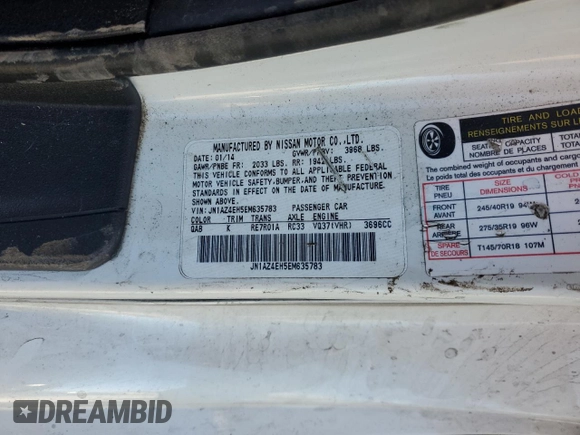 MANUFACTURED BY NISSAN MOTOR CO.,LTD.
DATE: 01/14 GVWR/PNBV: 3968 LBS.
GAWR/PNBE FR: 2033 LBS. RR: 1942 LBS.
THIS VEHICLE CONFORMS TO ALL APPLICABLE FEDERAL
MOTOR VEHICLE SAFETY,BUMPER,AND THEFT PREVENTION
STANDARDS IN EFFECT ON THE DATE OF MANUFACTURE
SHOWN ABOVE.
VIN: JN1AZ4EH5EM635783 PASSENGER CAR
COLOR TRIM TRANS AXLE ENGINE
QAB K RE7R01A RC33 VQ37(VHR) 3696CC
JN1AZ4EH5EM635783
TIRE AND LOA
RENSEIGNEMENTS SUR L
SEATING CAPACITY
NOMBRE DE PLACES
TOTAL
TOTAL
The combined weight of occupants and cargo
Le poids total des occupants et du chargement
TIRE
PNEU
SIZE
DIMENSIONS
COLD
FRONT
AVANT
245/40R19 94W
REAR
ARRIÈRE
275/35R19 96W
SPARE
DE SECOURS
T145/70R18 107M
DREAMBID